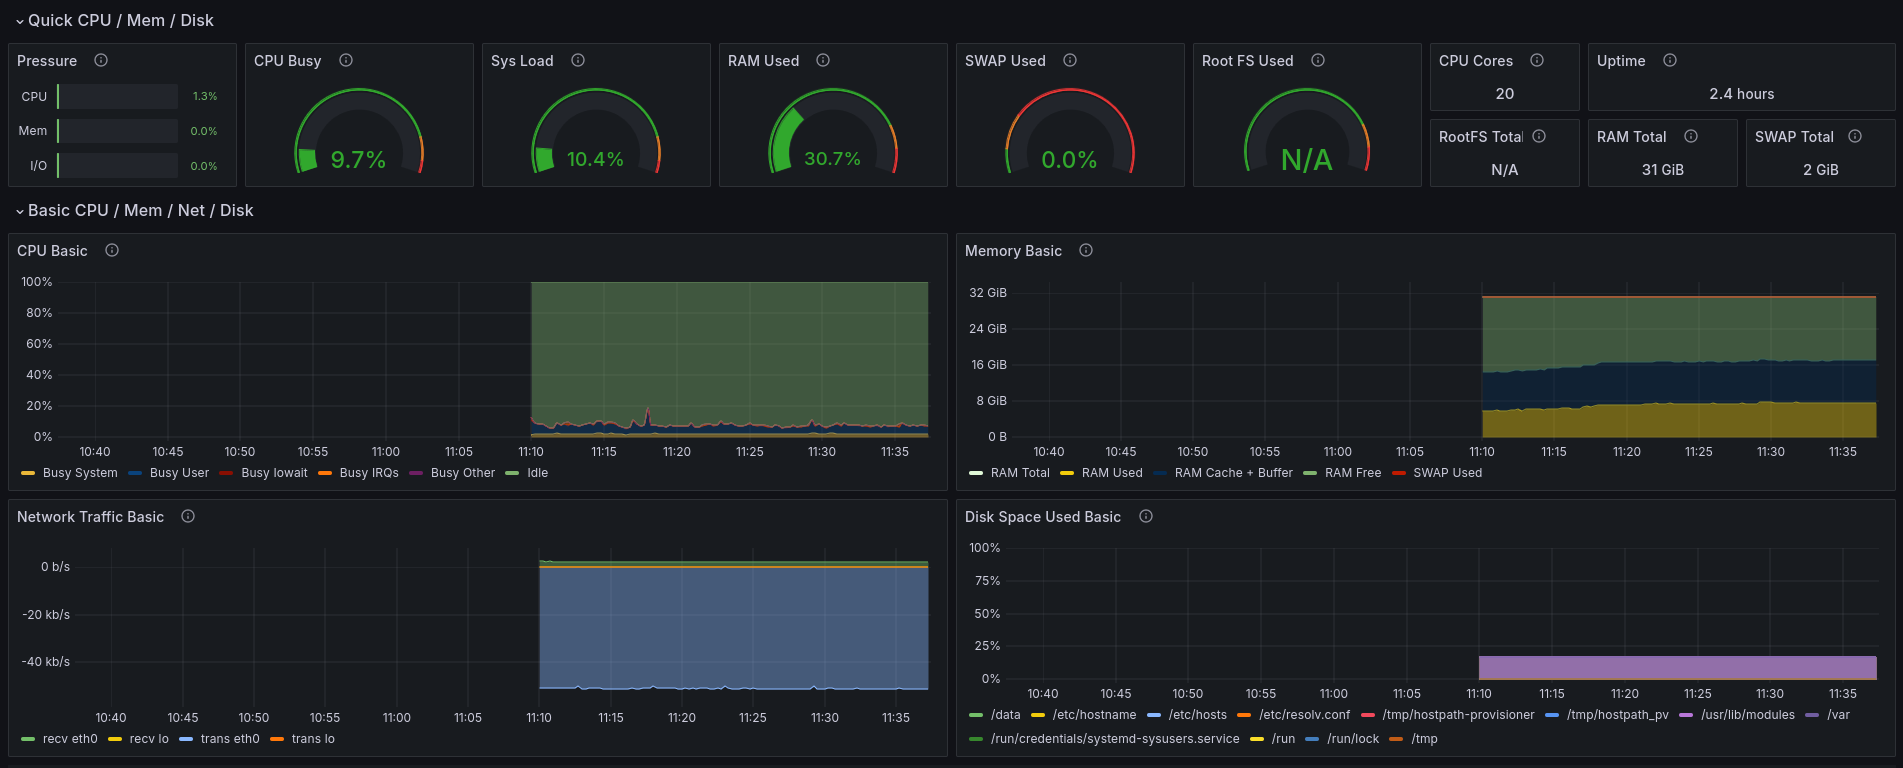 Quick CPU / Mem / Disk
Pressure
CPU 1.3%
Mem 0.0%
I/O 0.0%
CPU Busy
9.7%
Sys Load
10.4%
RAM Used
30.7%
SWAP Used
0.0%
Root FS Used
N/A
CPU Cores
20
Uptime
2.4 hours
RootFS Total
N/A
RAM Total
31 GiB
SWAP Total
2 GiB
Basic CPU / Mem / Net / Disk
CPU Basic
100%
80%
60%
40%
20%
0%
10:40 10:45 10:50 10:55 11:00 11:05 11:10 11:15 11:20 11:25 11:30 11:35
Busy System Busy User Busy Iowait Busy IRQs Busy Other Idle
Memory Basic
32 GiB
24 GiB
16 GiB
8 GiB
0 B
10:40 10:45 10:50 10:55 11:00 11:05 11:10 11:15 11:20 11:25 11:30 11:35
RAM Total RAM Used RAM Cache + Buffer RAM Free SWAP Used
Network Traffic Basic
0 b/s
-20 kb/s
-40 kb/s
10:40 10:45 10:50 10:55 11:00 11:05 11:10 11:15 11:20 11:25 11:30 11:35
recv eth0 recv lo trans eth0 trans lo
Disk Space Used Basic
100%
75%
50%
25%
0%
10:40 10:45 10:50 10:55 11:00 11:05 11:10 11:15 11:20 11:25 11:30 11:35
/data /etc/hostname /etc/hosts /etc/resolv.conf /tmp/hostpath-provisioner /tmp/hostpath_pv /usr/lib/modules /var
/run/credentials/systemd-sysusers.service /run /run/lock /tmp